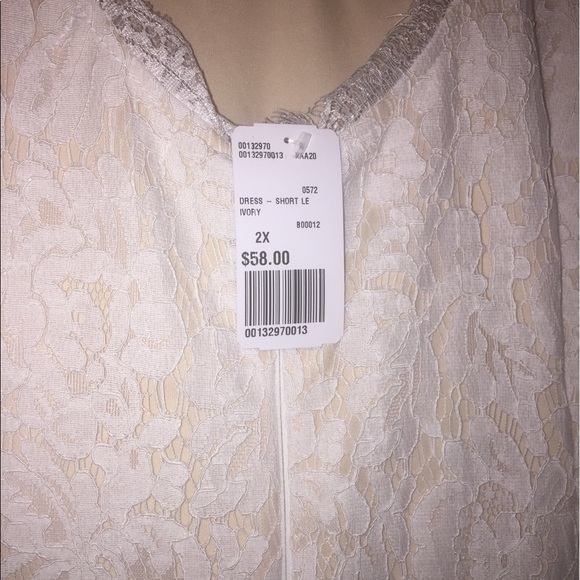 00132970
00132970013
0572
DRESS – SHORT LE
IVORY
800012
2X
$58.00
00132970013